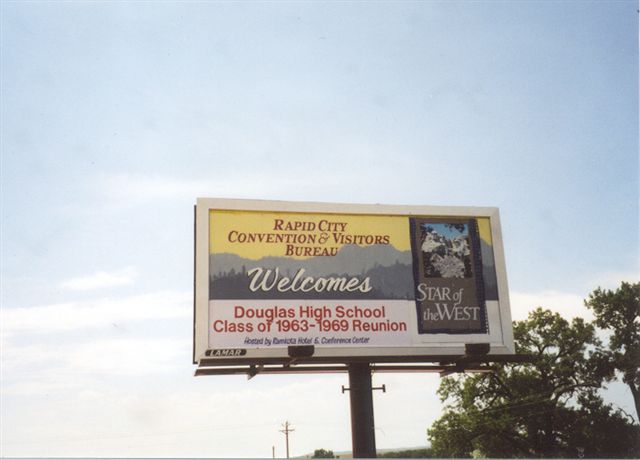 RAPID CITY
CONVENTION & VISITORS
BUREAU
Welcomes
Douglas High School
Class of 1963-1969 Reunion
Hosted by Ramkota Hotel & Conference Center
STAR of
the WEST
LAMAR